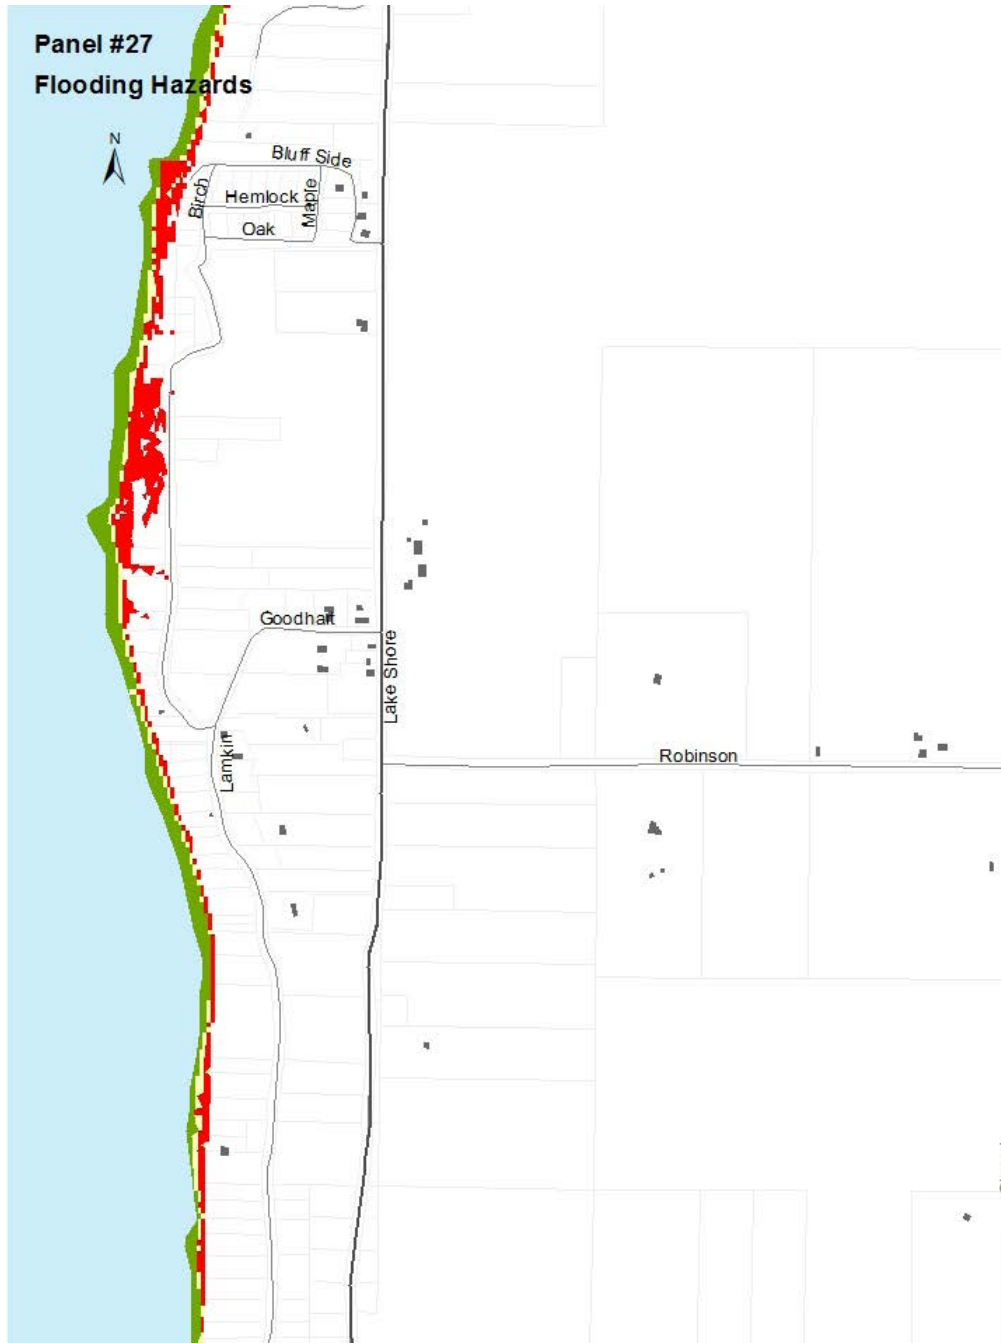 Panel #27
Flooding Hazards
N
Bluff Side
Birch
Hemlock
Maple
Oak
Goodhart
Lake Shore
Lamkin
Robinson